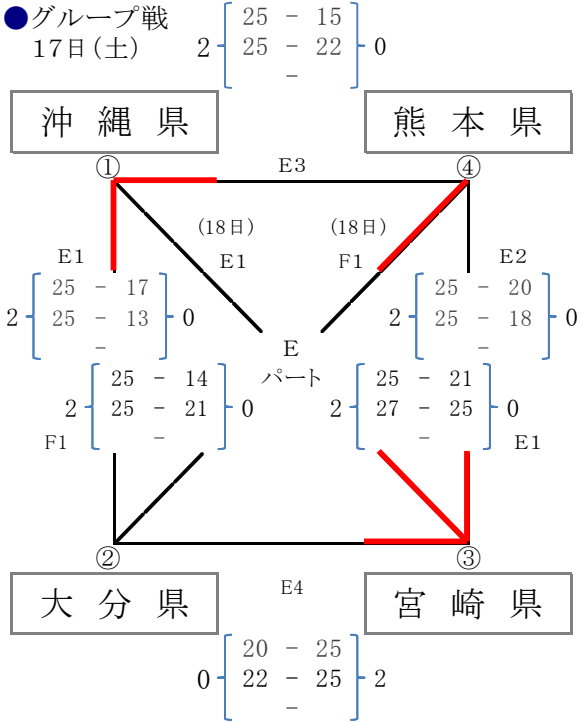 ●グループ戦
17日(土)
25 - 15
2 25 - 22 0
-
沖縄県
熊本県
① E3 ④
(18日) (18日)
E1 E1 F1 E2
25 - 17
2 25 - 13 0
-
25 - 20
2 25 - 18 0
-
E
パート
25 - 14
2 25 - 21 0
-
25 - 21
2 27 - 25 0
-
F1 E1
② ③
大分県
E4
宮崎県
20 - 25
0 22 - 25 2
-